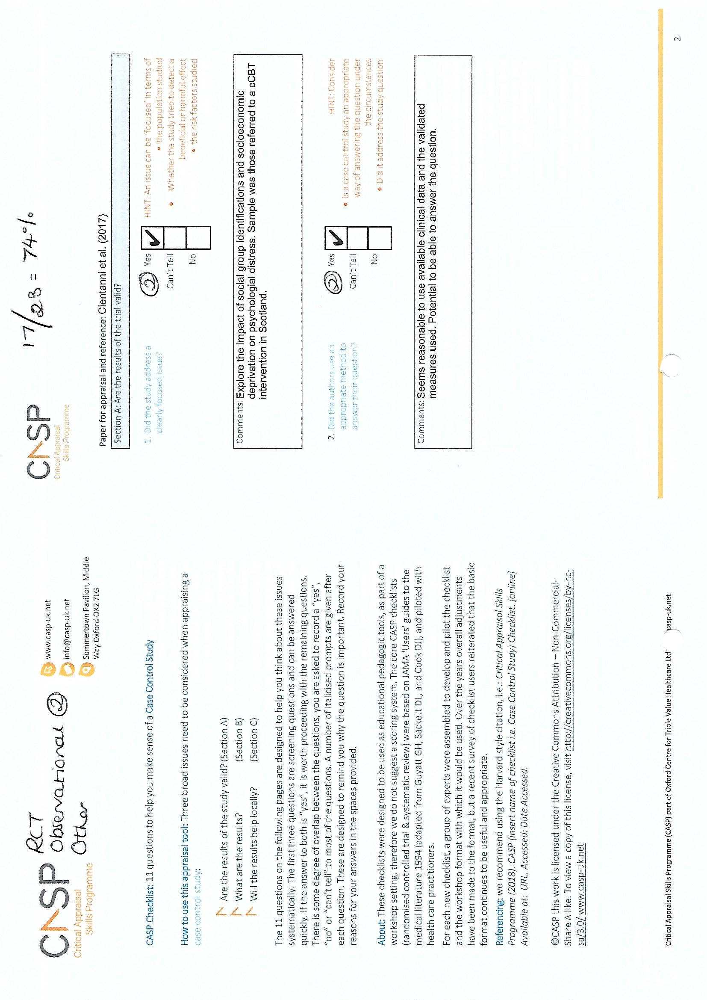 CASP
Critical Appraisal
Skills Programme
RCT
Observational ②
Other
www.casp-uk.net
info@casp-uk.net
Summertown Pavilion, Middle
Way Oxford OX2 7LG
CASP Checklist: 11 questions to help you make sense of a Case Control Study
How to use this appraisal tool: Three broad issues need to be considered when appraising a
case control study:
Are the results of the study valid? (Section A)
What are the results? (Section B)
Will the results help locally? (Section C)
The 11 questions on the following pages are designed to help you think about these issues
systematically. The first three questions are screening questions and can be answered
quickly. If the answer to both is “yes”, it is worth proceeding with the remaining questions.
There is some degree of overlap between the questions, you are asked to record a “yes”,
“no” or “can’t tell” to most of the questions. A number of italicised prompts are given after
each question. These are designed to remind you why the question is important. Record your
reasons for your answers in the spaces provided.
About: These checklists were designed to be used as educational pedagogic tools, as part of a
workshop setting, therefore we do not suggest a scoring system. The core CASP checklists
(randomised controlled trial & systematic review) were based on JAMA 'Users’ guides to the
medical literature 1994 (adapted from Guyatt GH, Sackett DL, and Cook DJ), and piloted with
health care practitioners.
For each new checklist, a group of experts were assembled to develop and pilot the checklist
and the workshop format with which it would be used. Over the years overall adjustments
have been made to the format, but a recent survey of checklist users reiterated that the basic
format continues to be useful and appropriate.
Referencing: we recommend using the Harvard style citation, i.e.: Critical Appraisal Skills
Programme (2018). CASP (insert name of checklist i.e. Case Control Study) Checklist. [online]
Available at: URL. Accessed: Date Accessed.
©CASP this work is licensed under the Creative Commons Attribution – Non-Commercial-
Share A like. To view a copy of this license, visit http://creativecommons.org/licenses/by-nc-
sa/3.0/ www.casp-uk.net
Critical Appraisal Skills Programme (CASP) part of Oxford Centre for Triple Value Healthcare Ltd casp-uk.net
CASP
Critical Appraisal
Skills Programme
17/23 = 74%
Paper for appraisal and reference: Cientanni et al. (2017)
Section A: Are the results of the trial valid?
1. Did the study address a
clearly focused issue?
② Yes ✓
Can’t Tell
No
HINT: An issue can be ‘focused’ In terms of
• the population studied
• Whether the study tried to detect a
beneficial or harmful effect
• the risk factors studied
Comments: Explore the impact of social group identifications and socioeconomic
deprivation on psychologial distress. Sample was those referred to a cCBT
intervention in Scotland.
2. Did the authors use an
appropriate method to
answer their question?
② Yes ✓
Can’t Tell
No
HINT: Consider
• Is a case control study an appropriate
way of answering the question under
the circumstances
• Did it address the study question
Comments: Seems reasonable to use available clinical data and the validated
measures used. Potential to be able to answer the question.
2